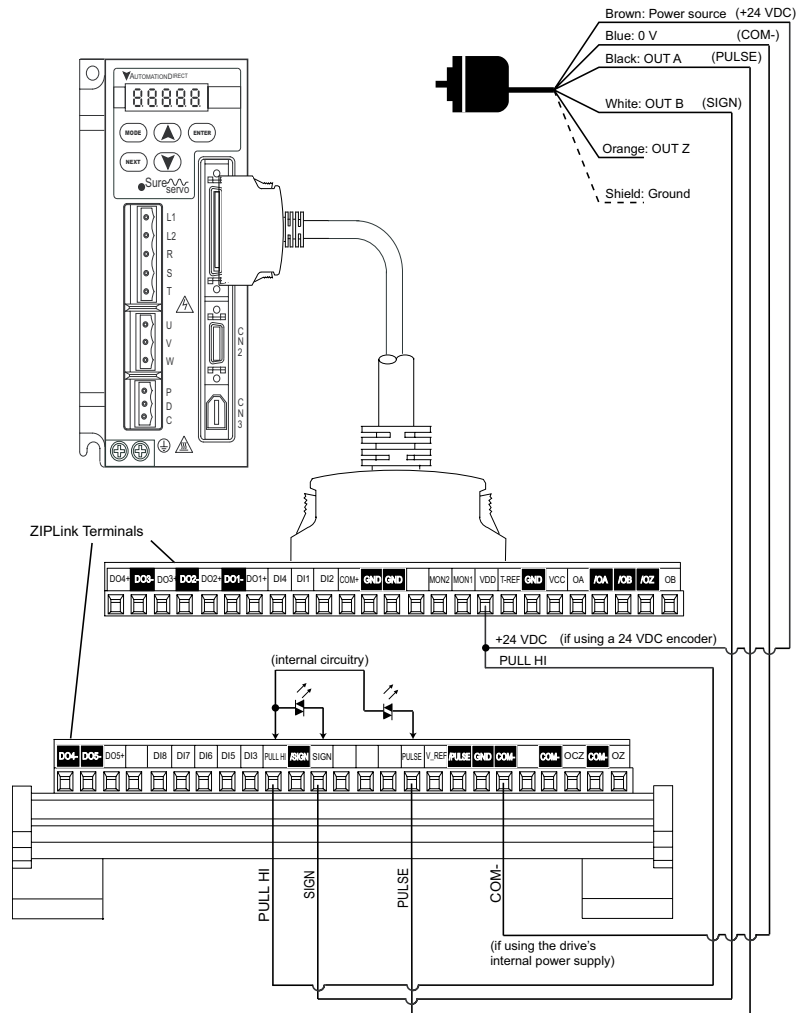 Brown: Power source (+24 VDC)
Blue: 0 V (COM-)
Black: OUT A (PULSE)
White: OUT B (SIGN)
Orange: OUT Z
Shield: Ground
AUTOMATIONDIRECT
8.8.8.8.8
MODE ENTER
NEXT
Sure servo
L1
L2
R
S
T
U
V
W
P
D
C
CN2
CN3
ZIPLink Terminals
DO4+ DO3- DO3+ DO2- DO2+ DO1- DO1+ DI4 DI1 DI2 COM+ GND GND MON2 MON1 VDD T-REF GND VCC OA /OA /OB /OZ OB
+24 VDC (if using a 24 VDC encoder)
PULL HI
(internal circuitry)
DO4- DO5- DO5+ DI8 DI7 DI6 DI5 DI3 PULL HI /SIGN SIGN PULSE V_REF /PULSE GND COM- COM- OCZ COM- OZ
PULL HI
SIGN
PULSE
COM-
(if using the drive's
internal power supply)